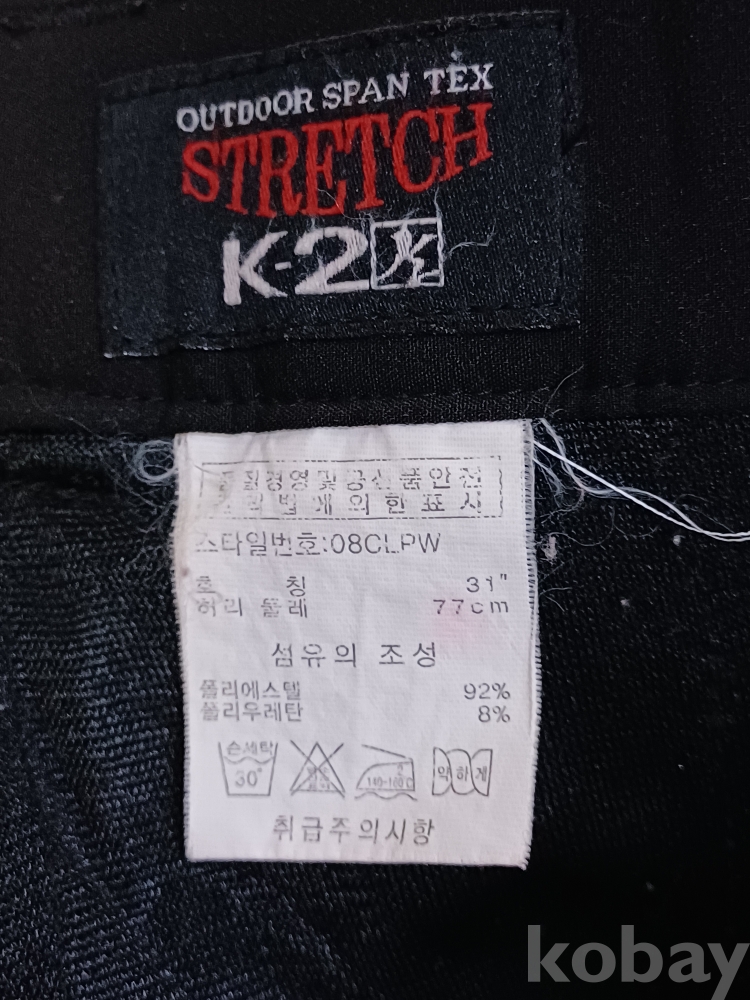 OUTDOOR SPAN TEX
STRETCH
K-2
품질경영및공산품안전
관리법에의한표시
스타일번호:08CLPW
호 칭 31"
허리 둘레 77cm
섬유의 조성
폴리에스텔 92%
폴리우레탄 8%
손세탁
30°
약하게
취급주의시항
kobay